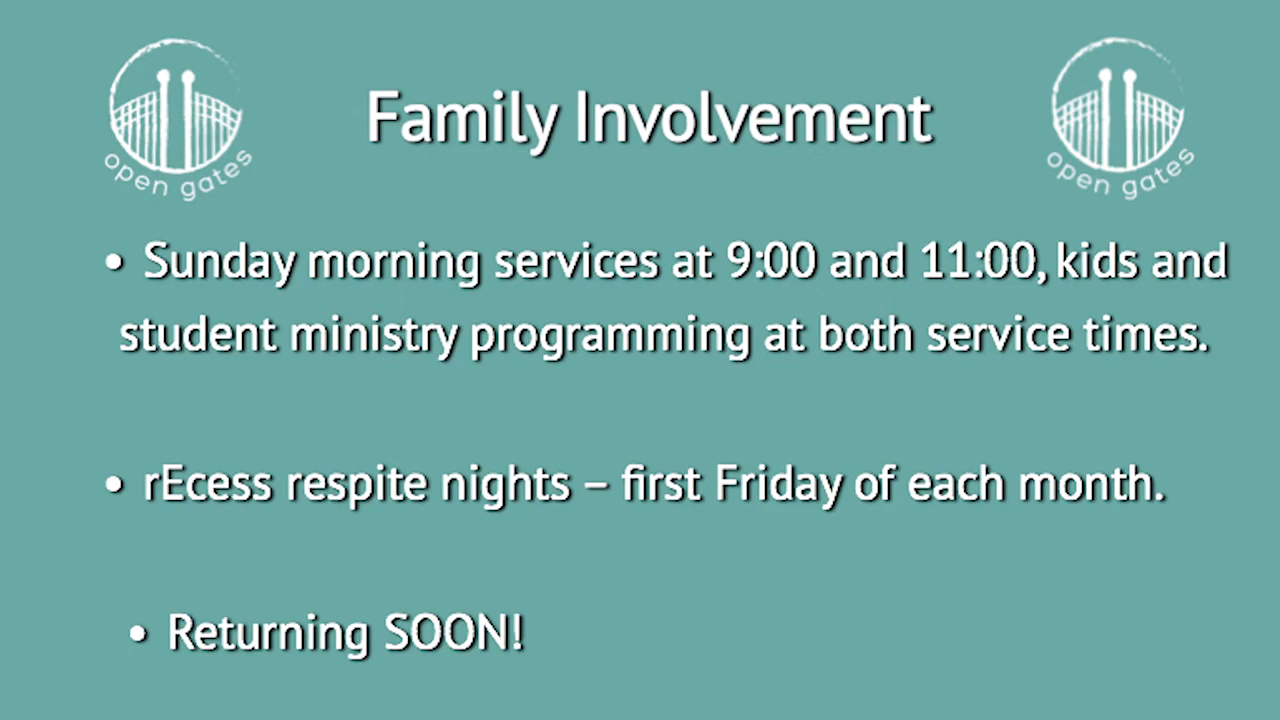 open gates
Family Involvement
open gates
• Sunday morning services at 9:00 and 11:00, kids and
student ministry programming at both service times.
• rEcess respite nights – first Friday of each month.
• Returning SOON!